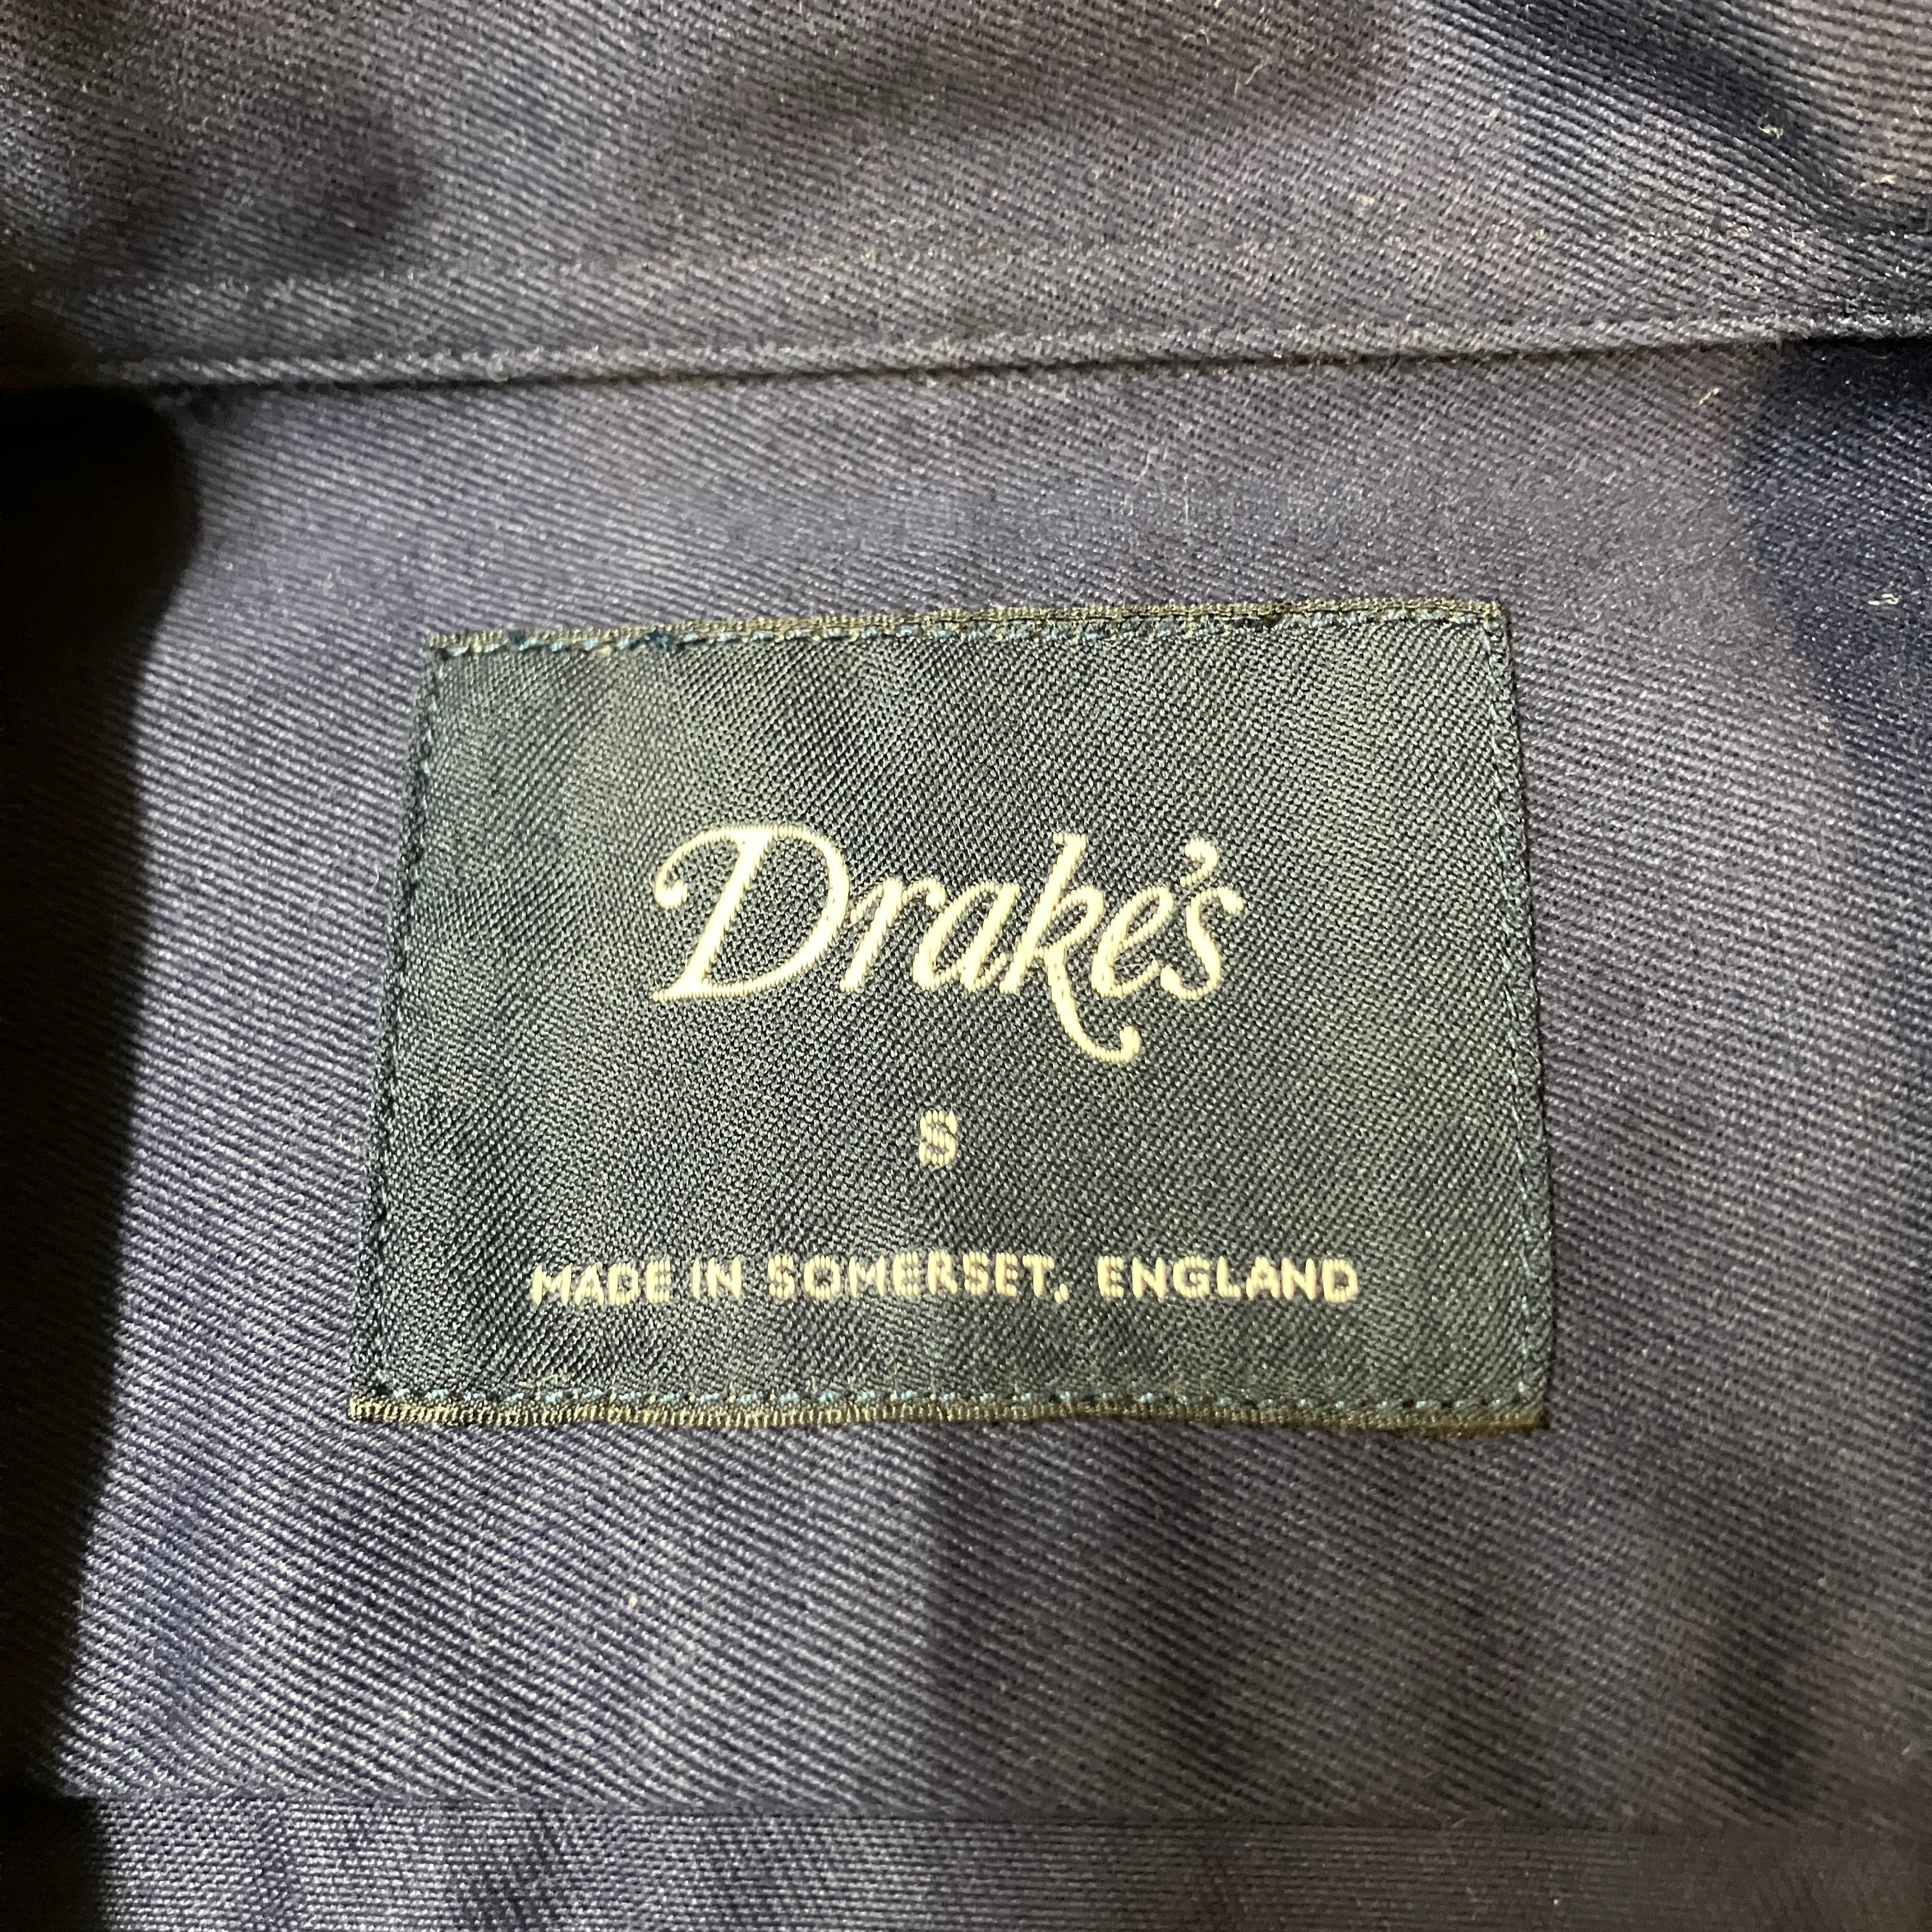 Drake's
S
MADE IN SOMERSET, ENGLAND